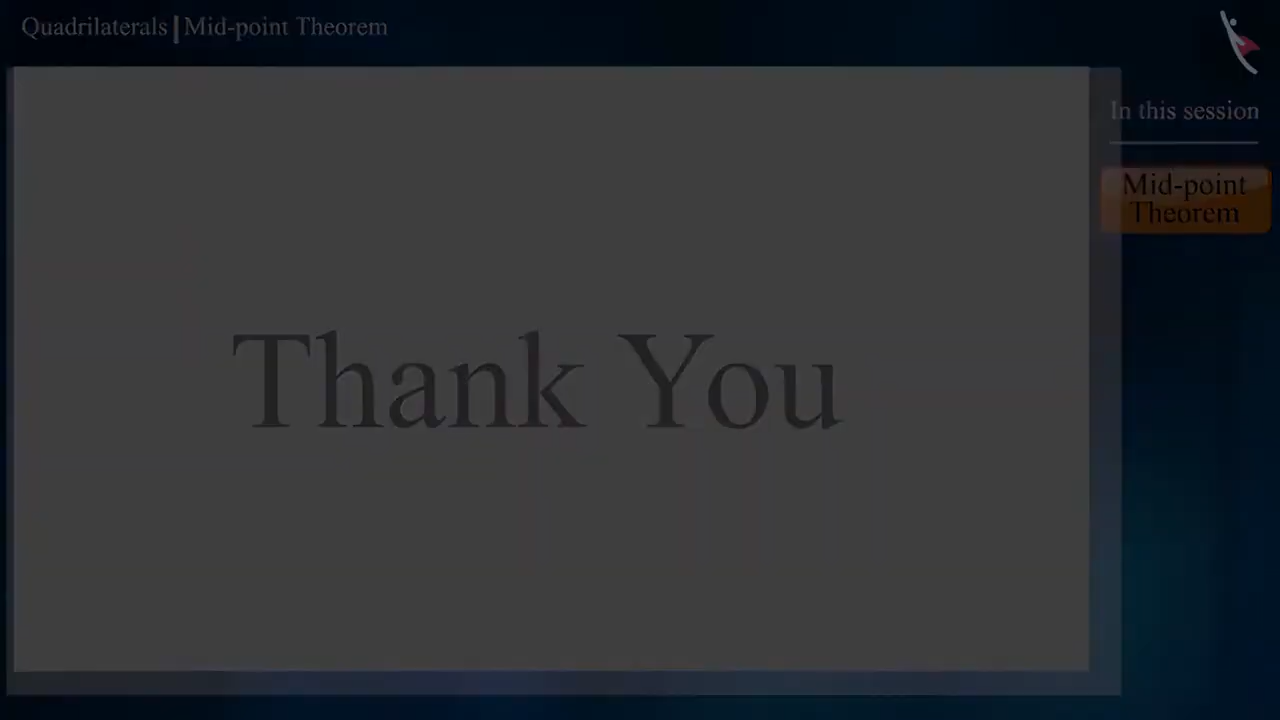 Quadrilaterals | Mid-point Theorem
In this session
Mid-point
Theorem
Thank You